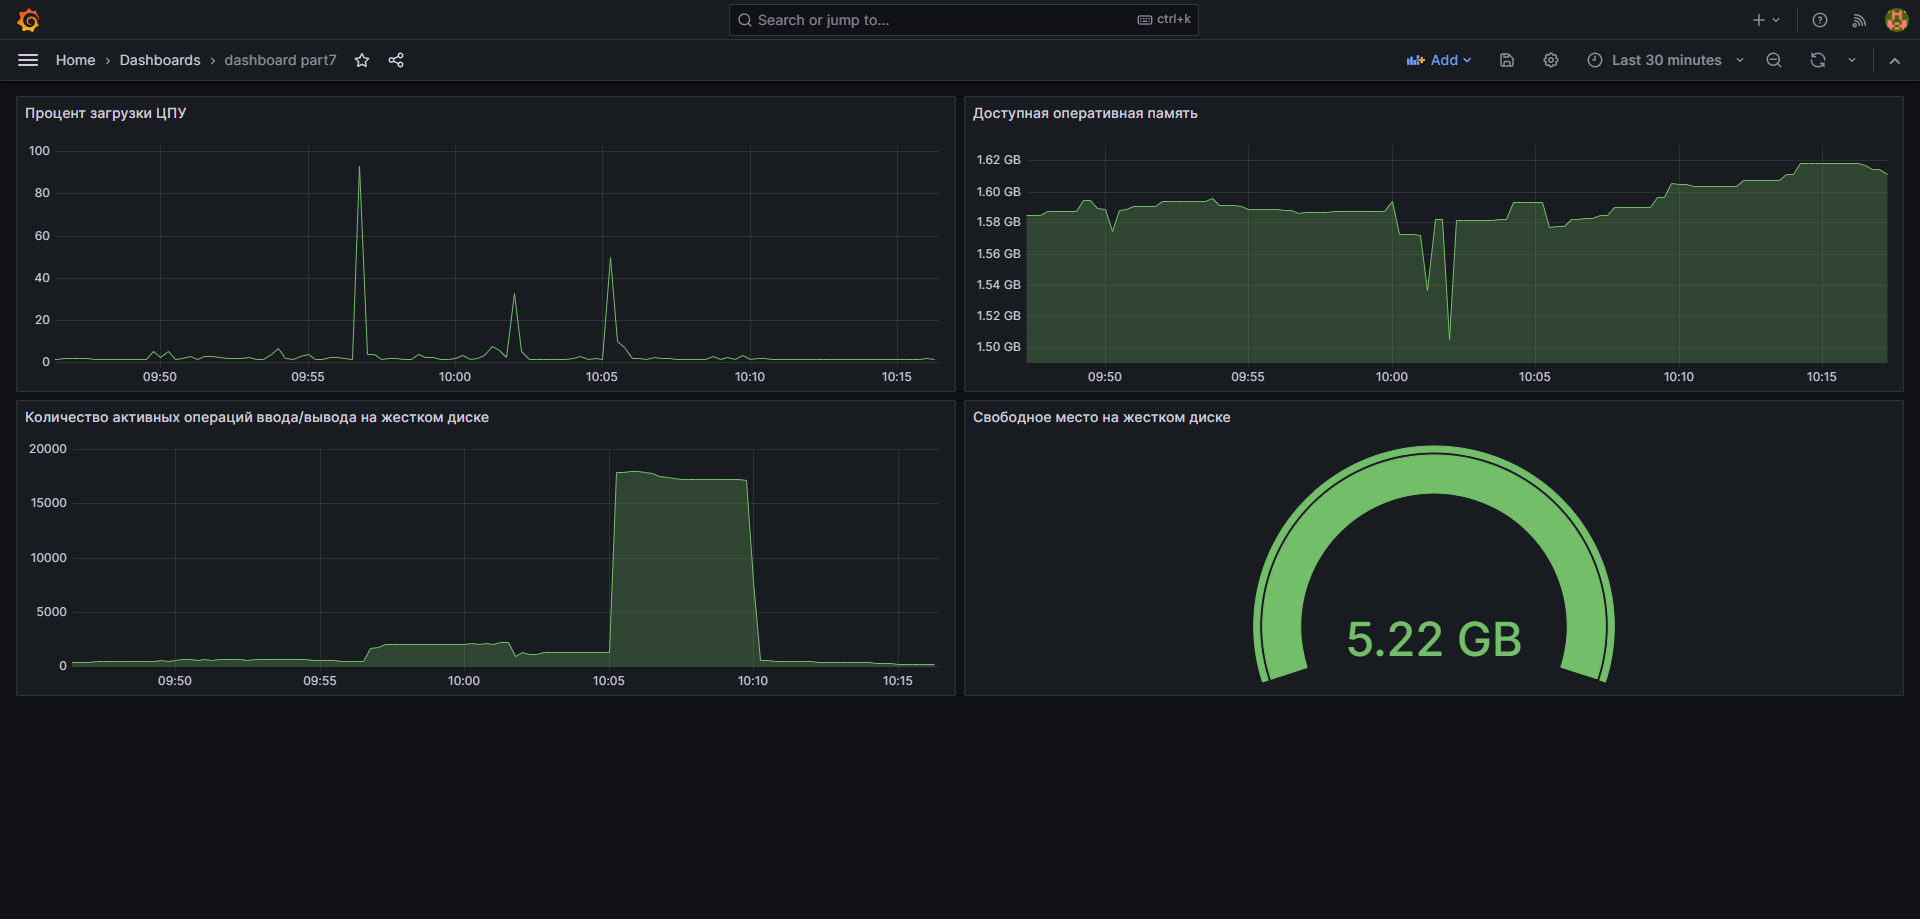 Search or jump to...
ctrl+k
Home
Dashboards
dashboard part7
Add
Last 30 minutes
Процент загрузки ЦПУ
100
80
60
40
20
0
09:50
09:55
10:00
10:05
10:10
10:15
Доступная оперативная память
1.62 GB
1.60 GB
1.58 GB
1.56 GB
1.54 GB
1.52 GB
1.50 GB
09:50
09:55
10:00
10:05
10:10
10:15
Количество активных операций ввода/вывода на жестком диске
20000
15000
10000
5000
0
09:50
09:55
10:00
10:05
10:10
10:15
Свободное место на жестком диске
5.22 GB